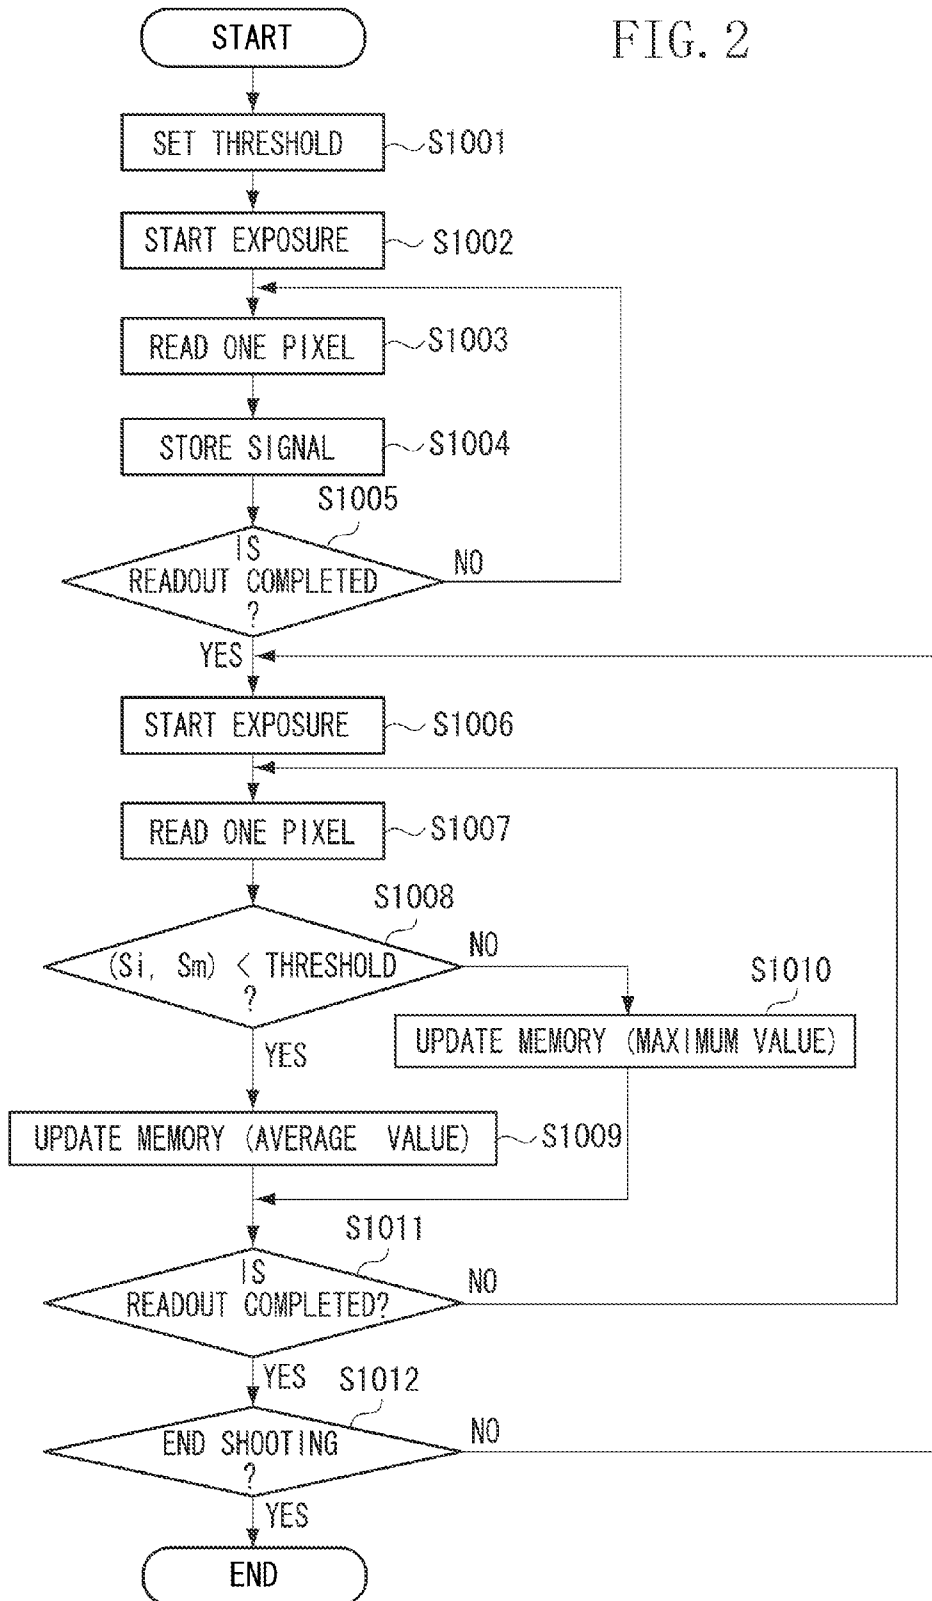 FIG. 2
START
SET THRESHOLD
S1001
START EXPOSURE
S1002
READ ONE PIXEL
S1003
STORE SIGNAL
S1004
S1005
IS
READOUT COMPLETED
?
NO
YES
START EXPOSURE
S1006
READ ONE PIXEL
S1007
S1008
(Si, Sm) < THRESHOLD
?
NO
S1010
UPDATE MEMORY (MAXIMUM VALUE)
YES
UPDATE MEMORY (AVERAGE VALUE)
S1009
S1011
IS
READOUT COMPLETED?
NO
YES
S1012
END SHOOTING
?
NO
YES
END